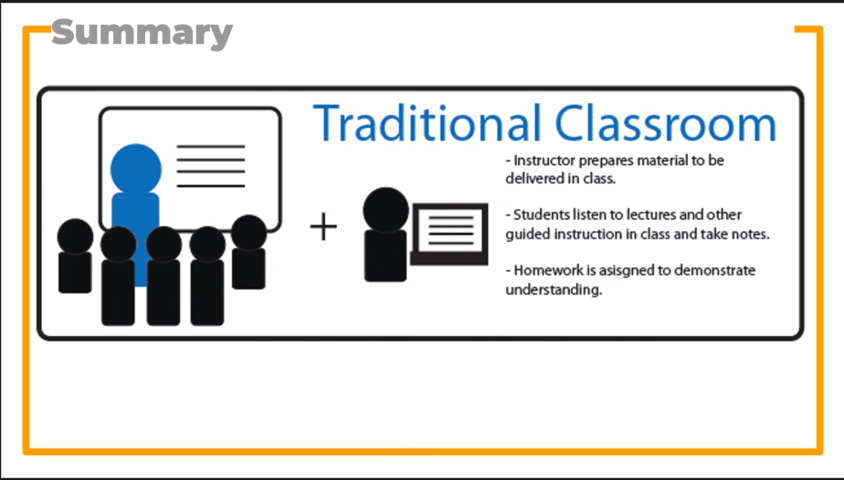 Summary
Traditional Classroom
- Instructor prepares material to be
delivered in class.
- Students listen to lectures and other
guided instruction in class and take notes.
- Homework is asisgned to demonstrate
understanding.